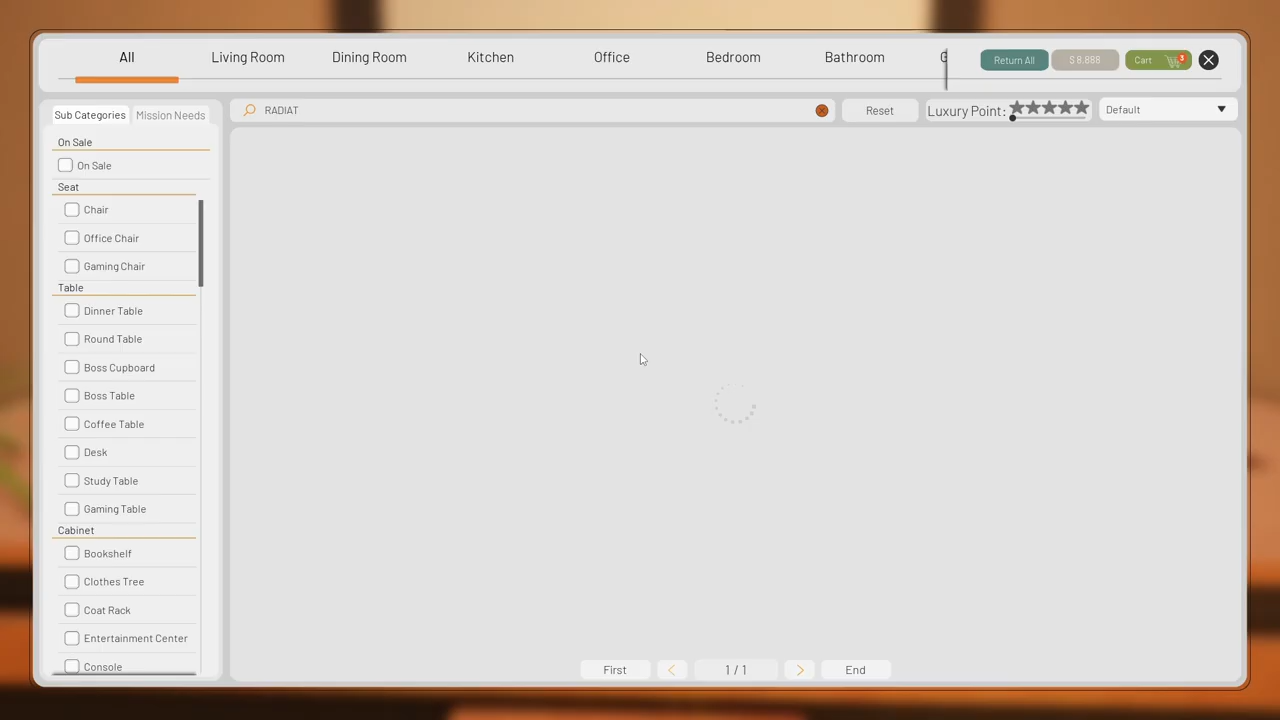 All
Living Room
Dining Room
Kitchen
Office
Bedroom
Bathroom
Return All
$ 8.888
Cart
3
Sub Categories
Mission Needs
RADIAT
Reset
Luxury Point:
Default
On Sale
On Sale
Seat
Chair
Office Chair
Gaming Chair
Table
Dinner Table
Round Table
Boss Cupboard
Boss Table
Coffee Table
Desk
Study Table
Gaming Table
Cabinet
Bookshelf
Clothes Tree
Coat Rack
Entertainment Center
Console
First
1 / 1
End